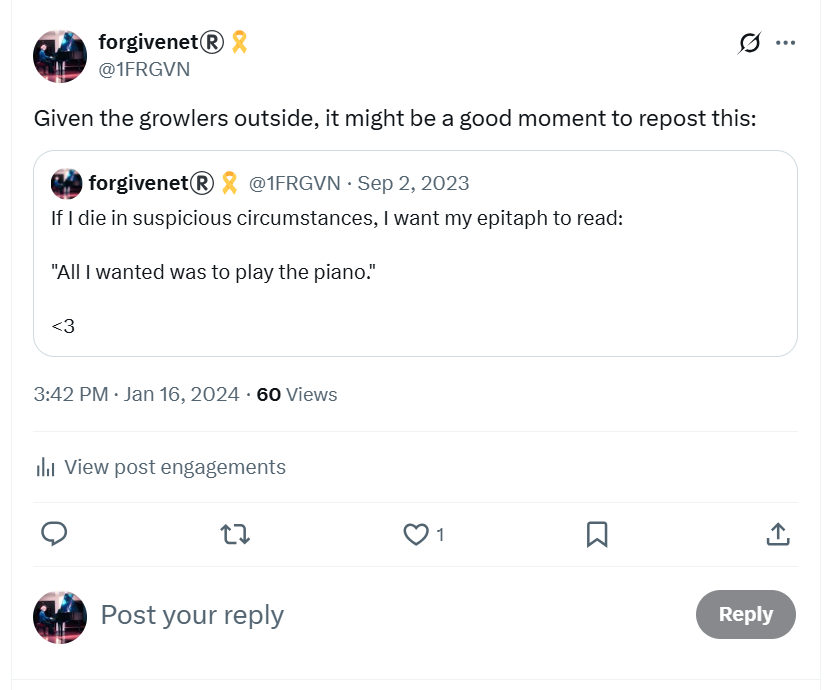 forgivenet®🎗
@1FRGVN
Given the growlers outside, it might be a good moment to repost this:
forgivenet®🎗 @1FRGVN · Sep 2, 2023
If I die in suspicious circumstances, I want my epitaph to read:
"All I wanted was to play the piano."
<3
3:42 PM · Jan 16, 2024 · 60 Views
View post engagements
1
Post your reply
Reply